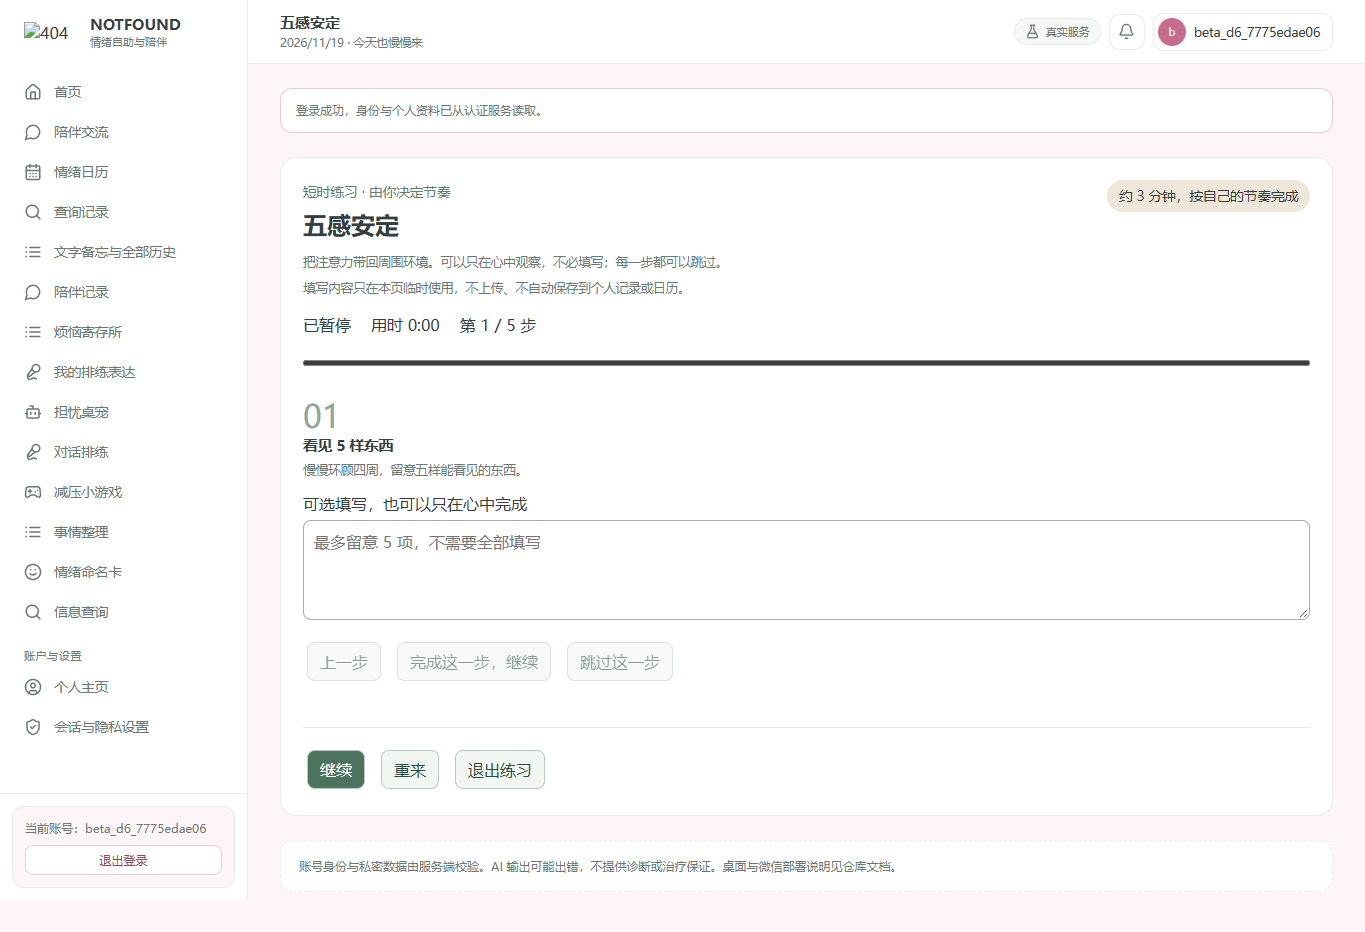 404
NOTFOUND
情绪自助与陪伴
首页
陪伴交流
情绪日历
查询记录
文字备忘与全部历史
陪伴记录
烦恼寄存所
我的排练表达
担忧桌宠
对话排练
减压小游戏
事情整理
情绪命名卡
信息查询
账户与设置
个人主页
会话与隐私设置
当前账号：beta_d6_7775edae06
退出登录
五感安定
2026/11/19 · 今天也慢慢来
真实服务
b
beta_d6_7775edae06
登录成功，身份与个人资料已从认证服务读取。
短时练习 · 由你决定节奏
约 3 分钟，按自己的节奏完成
五感安定
把注意力带回周围环境。可以只在心中观察，不必填写；每一步都可以跳过。
填写内容只在本页临时使用，不上传、不自动保存到个人记录或日历。
已暂停 用时 0:00 第 1 / 5 步
01
看见 5 样东西
慢慢环顾四周，留意五样能看见的东西。
可选填写，也可以只在心中完成
最多留意 5 项，不需要全部填写
上一步 完成这一步，继续 跳过这一步
继续 重来 退出练习
账号身份与私密数据由服务端校验。AI 输出可能出错，不提供诊断或治疗保证。桌面与微信部署说明见仓库文档。